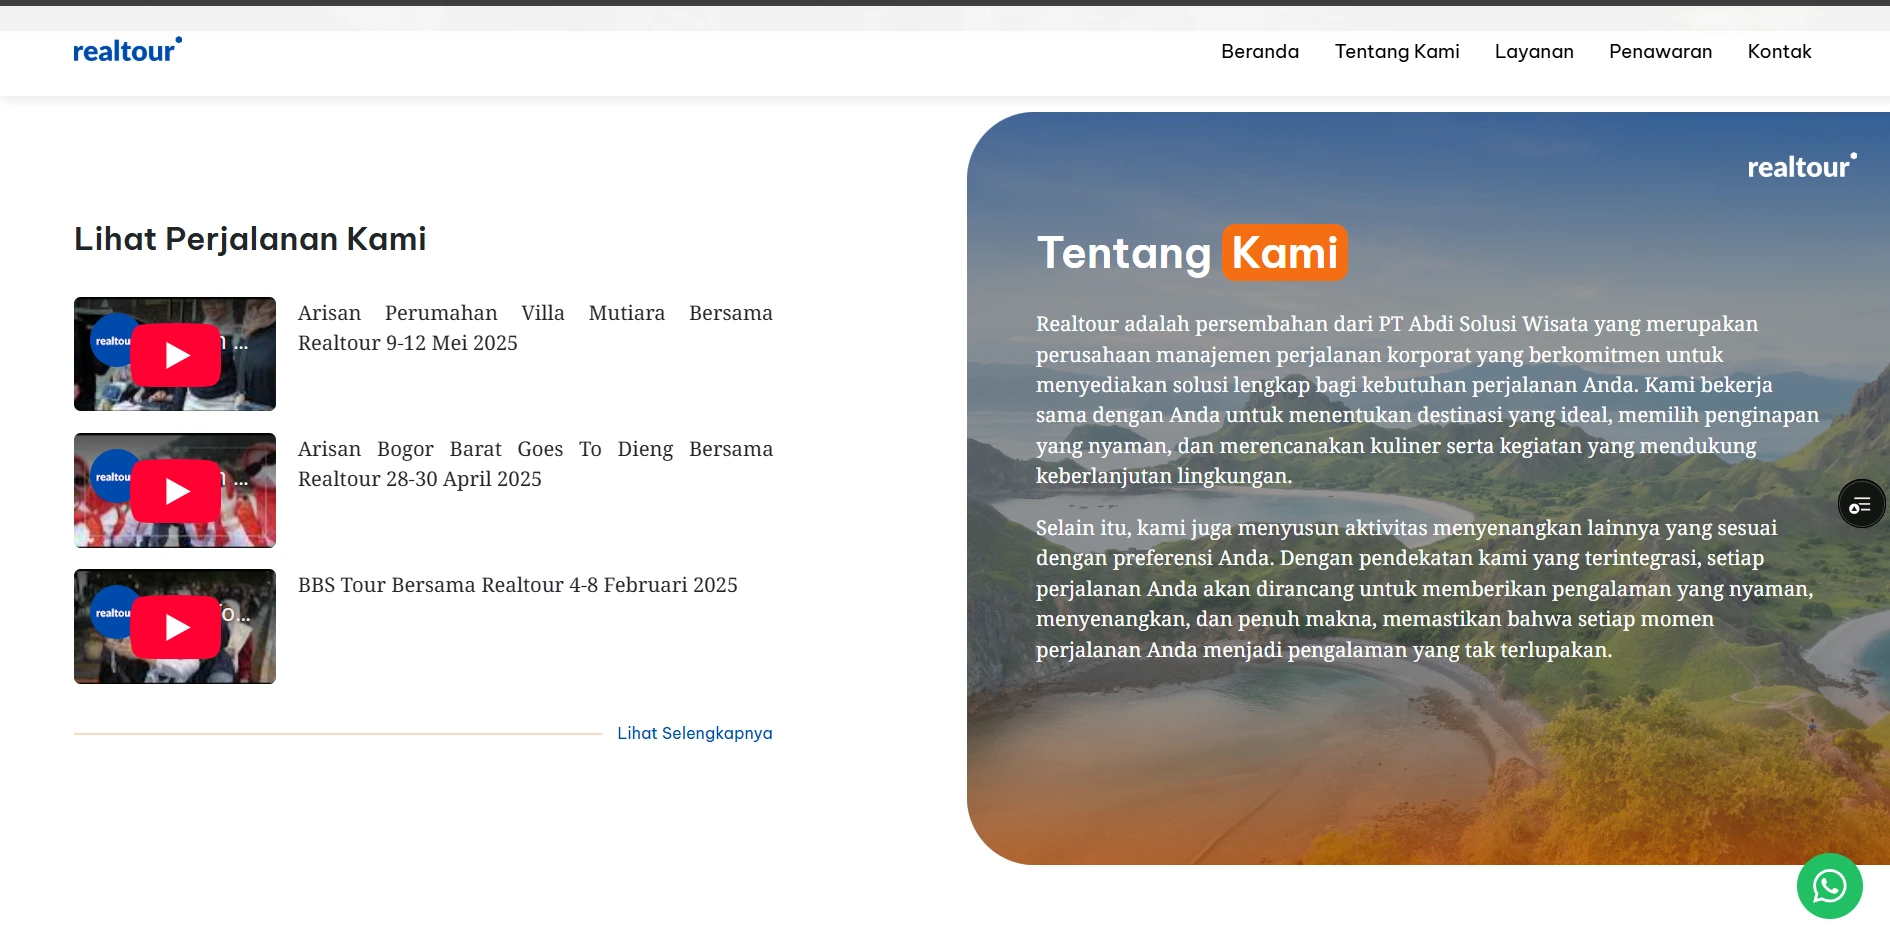 realtour
Beranda
Tentang Kami
Layanan
Penawaran
Kontak
Lihat Perjalanan Kami
realtou
...
Arisan Perumahan Villa Mutiara Bersama
Realtour 9-12 Mei 2025
realtou
...
Arisan Bogor Barat Goes To Dieng Bersama
Realtour 28-30 April 2025
realtou
o...
BBS Tour Bersama Realtour 4-8 Februari 2025
Lihat Selengkapnya
realtour
Tentang Kami
Realtour adalah persembahan dari PT Abdi Solusi Wisata yang merupakan
perusahaan manajemen perjalanan korporat yang berkomitmen untuk
menyediakan solusi lengkap bagi kebutuhan perjalanan Anda. Kami bekerja
sama dengan Anda untuk menentukan destinasi yang ideal, memilih penginapan
yang nyaman, dan merencanakan kuliner serta kegiatan yang mendukung
keberlanjutan lingkungan.
Selain itu, kami juga menyusun aktivitas menyenangkan lainnya yang sesuai
dengan preferensi Anda. Dengan pendekatan kami yang terintegrasi, setiap
perjalanan Anda akan dirancang untuk memberikan pengalaman yang nyaman,
menyenangkan, dan penuh makna, memastikan bahwa setiap momen
perjalanan Anda menjadi pengalaman yang tak terlupakan.